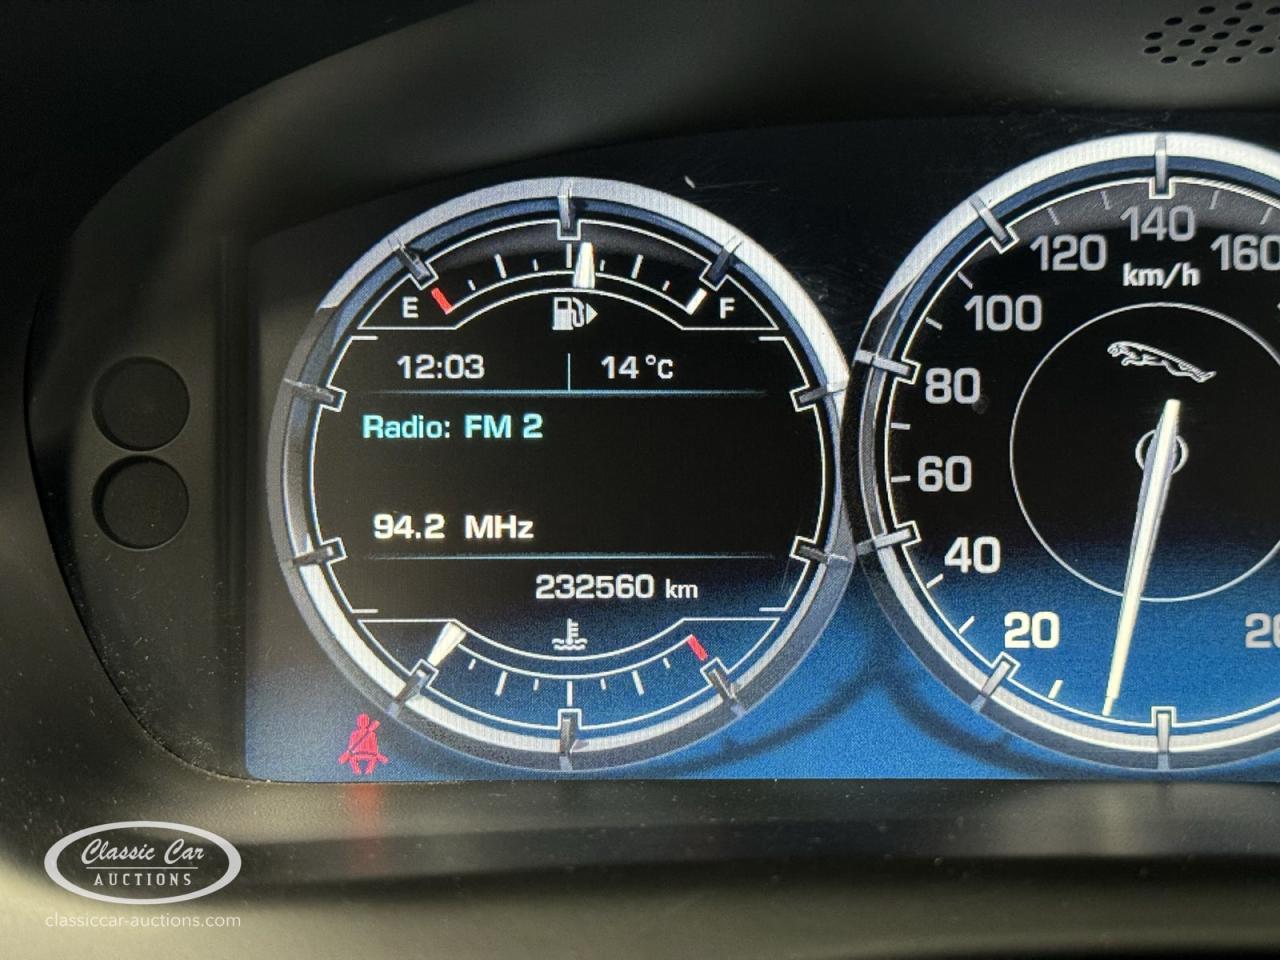 E F
12:03 14°C
Radio: FM 2
94.2 MHz
232560 km
140
120 160
km/h
100
80
60
40
20
Classic Car
AUCTIONS
classiccar-auctions.com